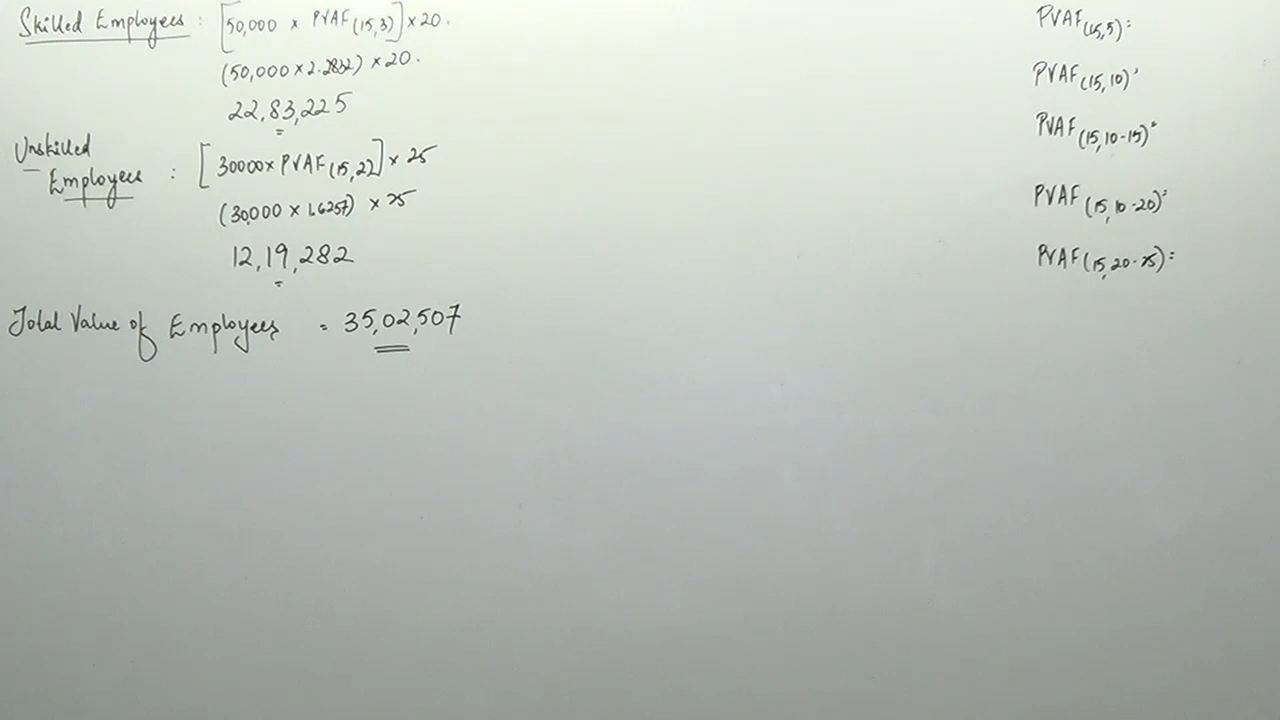 Skilled Employees : [50,000 × PVAF(15,3)] × 20.
(50,000 × 2.2832) × 20.
22,83,225
=
Unskilled
Employees : [30000 × PVAF(15,22)] × 25
(30,000 × 1.6257) × 25
12,19,282
=
Total Value of Employees = 35,02,507
PVAF(15,5) =
PVAF(15,10) =
PVAF(15,10-15) =
PVAF(15,10-20) =
PVAF(15,20-25) =